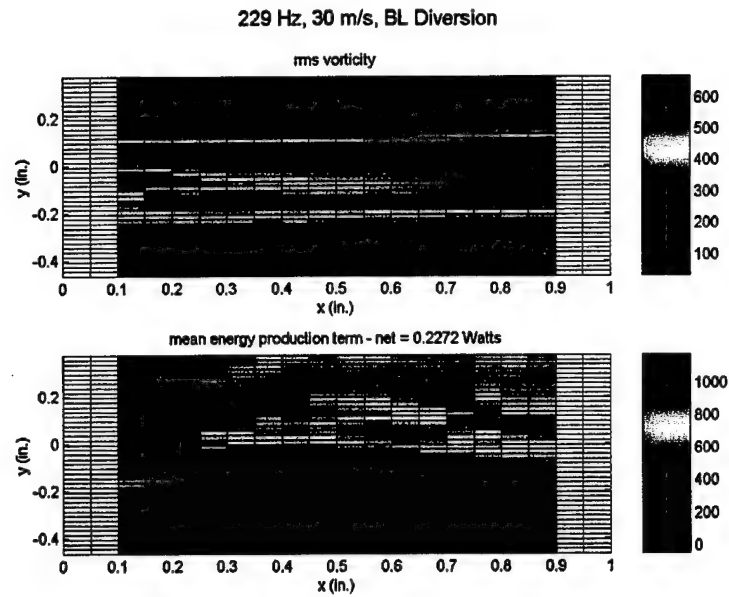 229 Hz, 30 m/s, BL Diversion
rms vorticity
y (in.)
0.2
0
-0.2
-0.4
0 0.1 0.2 0.3 0.4 0.5 0.6 0.7 0.8 0.9 1
x (in.)
600
500
400
300
200
100
mean energy production term - net = 0.2272 Watts
y (in.)
0.2
0
-0.2
-0.4
0 0.1 0.2 0.3 0.4 0.5 0.6 0.7 0.8 0.9 1
x (in.)
1000
800
600
400
200
0